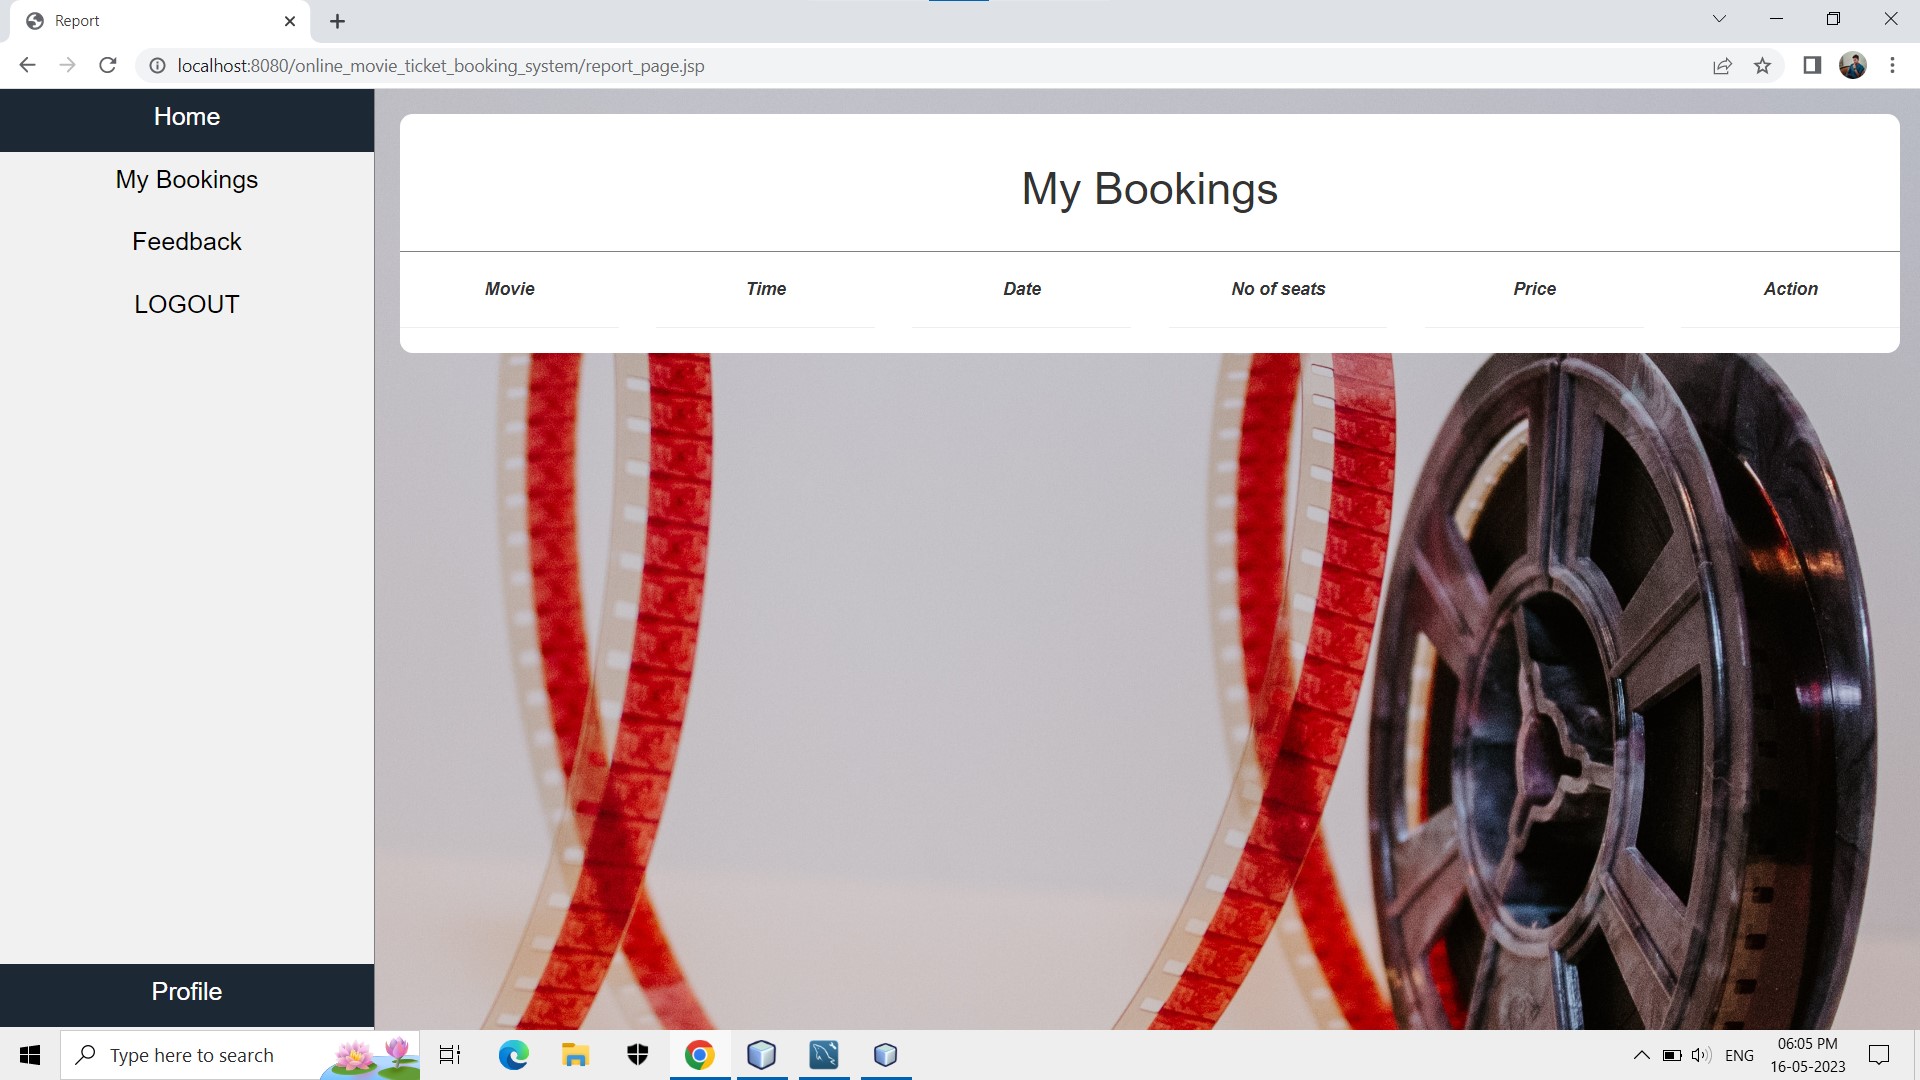 Report
localhost:8080/online_movie_ticket_booking_system/report_page.jsp
Home
My Bookings
Feedback
LOGOUT
My Bookings
Movie Time Date No of seats Price Action
Profile
Type here to search
ENG
06:05 PM
16-05-2023